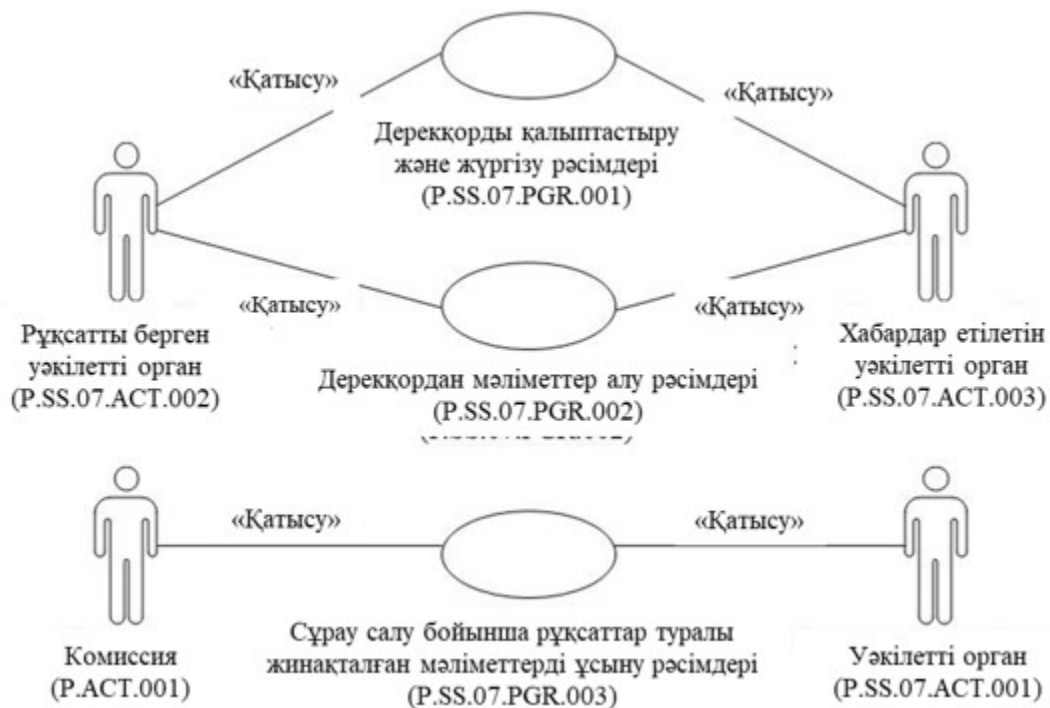 «Қатысу»
«Қатысу»
Дерекқорды қалыптастыру
және жүргізу рәсімдері
(P.SS.07.PGR.001)
«Қатысу»
«Қатысу»
Рұқсатты берген
уәкілетті орган
(P.SS.07.ACT.002)
Дерекқордан мәліметтер алу рәсімдері
(P.SS.07.PGR.002)
:
Хабардар етілетін
уәкілетті орган
(P.SS.07.ACT.003)
«Қатысу»
«Қатысу»
Комиссия
(P.ACT.001)
Сұрау салу бойынша рұқсаттар туралы
жинақталған мәліметтерді ұсыну рәсімдері
(P.SS.07.PGR.003)
Уәкілетті орган
(P.SS.07.ACT.001)